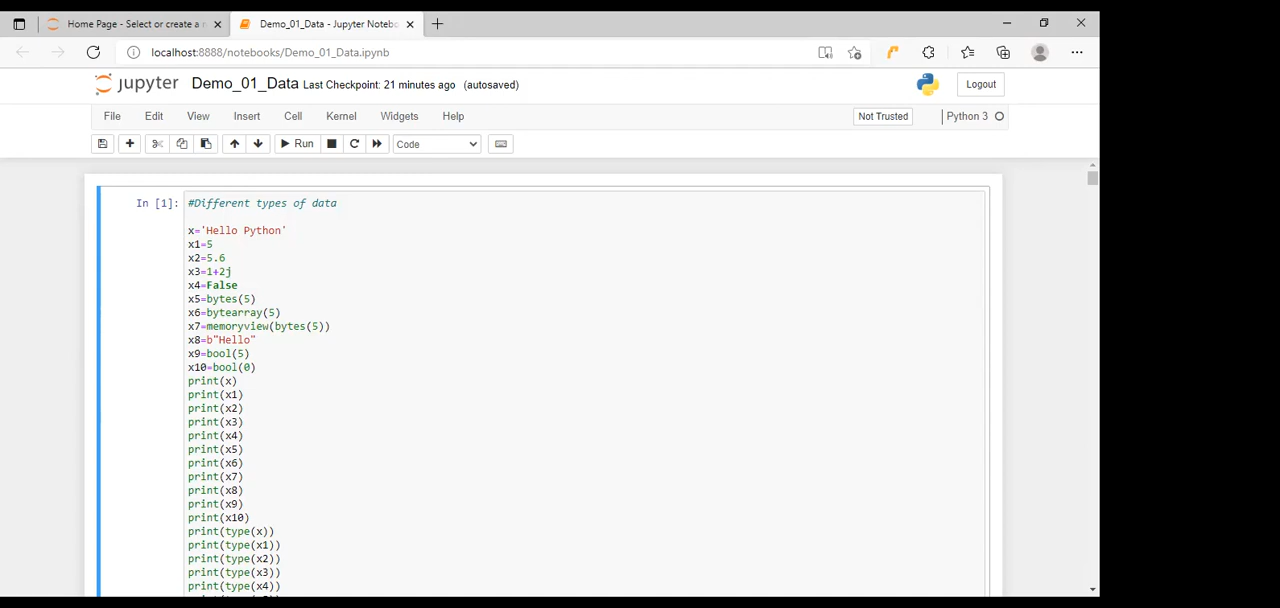 Home Page - Select or create a n
Demo_01_Data - Jupyter Notebo
localhost:8888/notebooks/Demo_01_Data.ipynb
jupyter Demo_01_Data Last Checkpoint: 21 minutes ago (autosaved)
Logout
File Edit View Insert Cell Kernel Widgets Help
Not Trusted
Python 3
Run
Code
In [1]:
#Different types of data
x='Hello Python'
x1=5
x2=5.6
x3=1+2j
x4=False
x5=bytes(5)
x6=bytearray(5)
x7=memoryview(bytes(5))
x8=b"Hello"
x9=bool(5)
x10=bool(0)
print(x)
print(x1)
print(x2)
print(x3)
print(x4)
print(x5)
print(x6)
print(x7)
print(x8)
print(x9)
print(x10)
print(type(x))
print(type(x1))
print(type(x2))
print(type(x3))
print(type(x4))